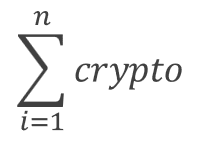 n
∑ crypto
i=1